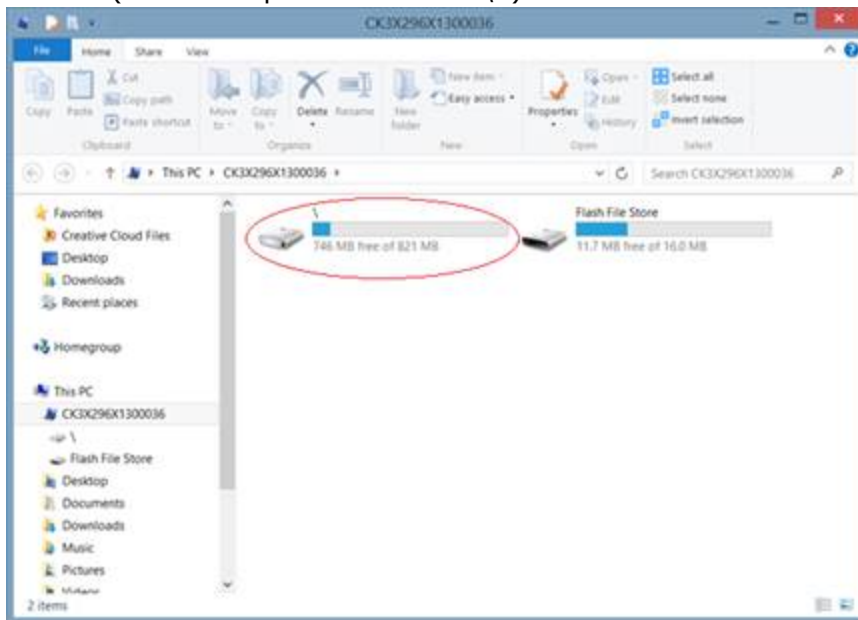 CK3X296X1300036
File Home Share View
Copy
Paste
Cut
Copy path
Paste shortcut
Clipboard
Move to
Copy to
Delete
Rename
Organize
New folder
New item
Easy access
New
Properties
Open
Edit
History
Open
Select all
Select none
Invert selection
Select
This PC CK3X296X1300036
Search CK3X296X1300036
Favorites
Creative Cloud Files
Desktop
Downloads
Recent places
Homegroup
This PC
CK3X296X1300036
\
Flash File Store
Desktop
Documents
Downloads
Music
Pictures
Videos
\
746 MB free of 821 MB
Flash File Store
11.7 MB free of 16.0 MB
2 items